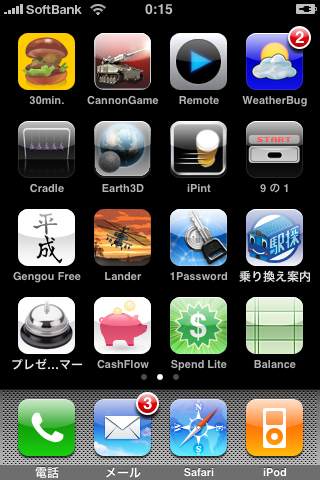 SoftBank 0:15
2
30min. CannonGame Remote WeatherBug
START
Cradle Earth3D iPint 9 の 1
平成
駅探
Gengou Free Lander 1Password 乗り換え案内
$
プレゼ...マー CashFlow Spend Lite Balance
3
電話 メール Safari iPod